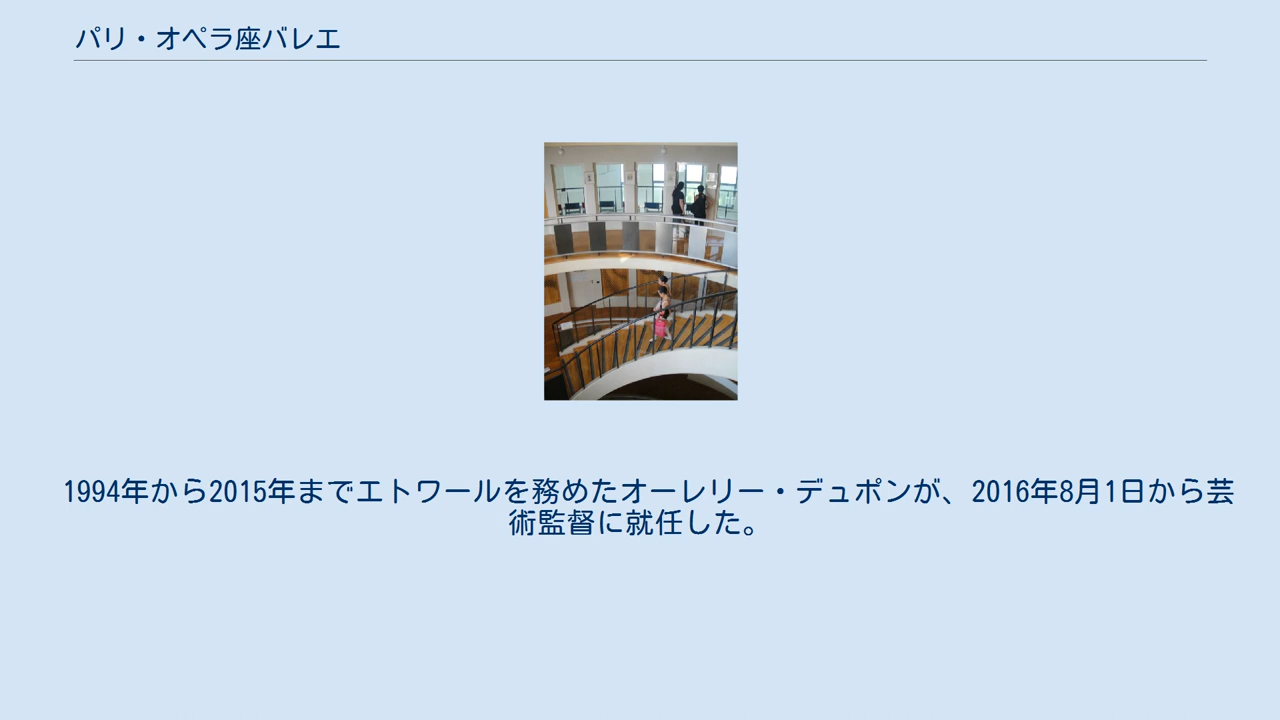 パリ・オペラ座バレエ
1994年から2015年までエトワールを務めたオーレリー・デュポンが、2016年8月1日から芸
術監督に就任した。